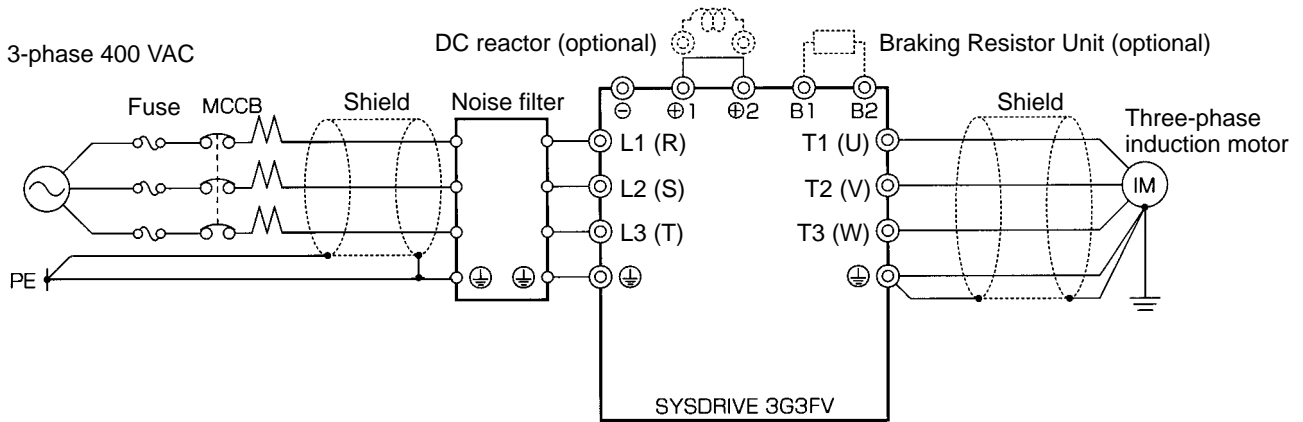 DC reactor (optional)
Braking Resistor Unit (optional)
3-phase 400 VAC
Fuse
MCCB
Shield
Noise filter
⊖
⊕1
⊕2
B1
B2
Shield
Three-phase
induction motor
L1 (R)
T1 (U)
L2 (S)
T2 (V)
IM
L3 (T)
T3 (W)
PE
SYSDRIVE 3G3FV